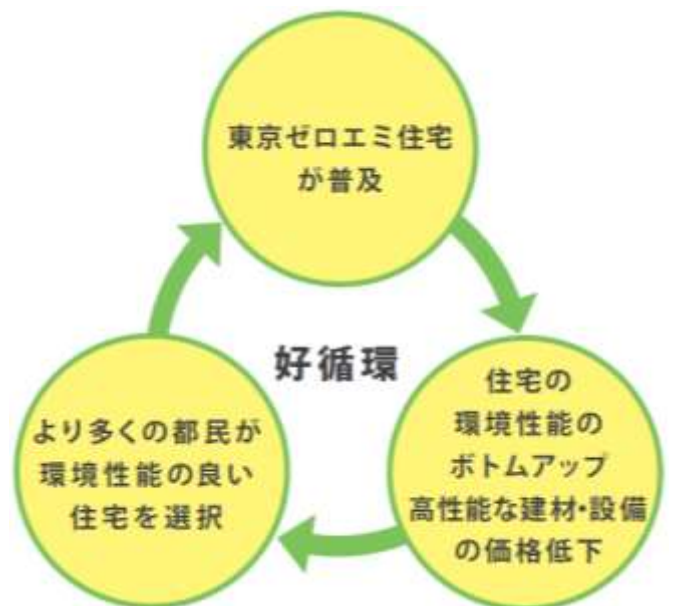 東京ゼロエミ住宅
が普及
好循環
住宅の
環境性能の
ボトムアップ
高性能な建材・設備
の価格低下
より多くの都民が
環境性能の良い
住宅を選択